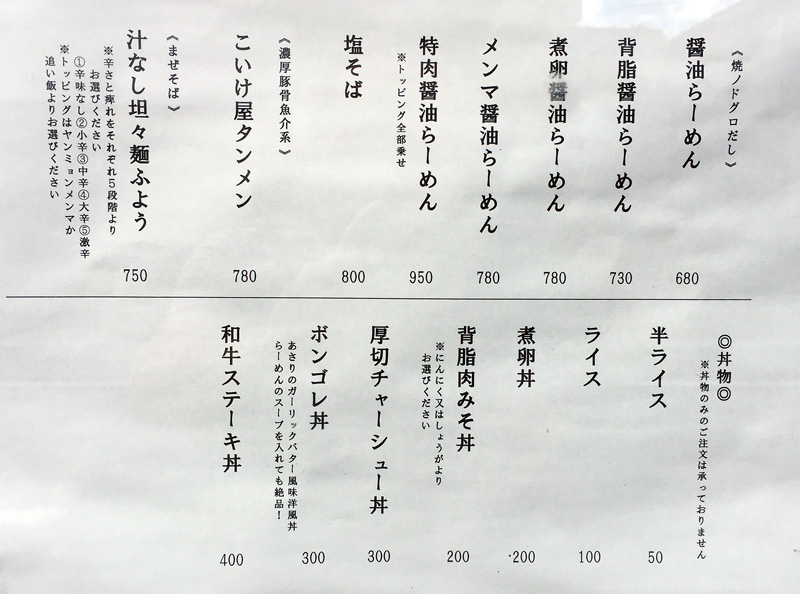 《焼ノドグロだし》
醤油らーめん
680
背脂醤油らーめん
730
煮卵醤油らーめん
780
メンマ醤油らーめん
780
特肉醤油らーめん
※トッピング全部乗せ
950
塩そば
800
《濃厚豚骨魚介系》
こいけ屋タンメン
780
《まぜそば》
汁なし坦々麺ふよう
750
※辛さと痺れをそれぞれ5段階より
お選びください
①辛味なし②小辛③中辛④大辛⑤激辛
※トッピングはヤンミョンメンマか
追い飯よりお選びください
◎丼物◎
※丼物のみのご注文は承っておりません
半ライス
50
ライス
100
煮卵丼
200
背脂肉みそ丼
※にんにく又はしょうがより
お選びください
200
厚切チャーシュー丼
300
ボンゴレ丼
あさりのガーリックバター風味洋風丼
らーめんのスープを入れても絶品！
300
和牛ステーキ丼
400